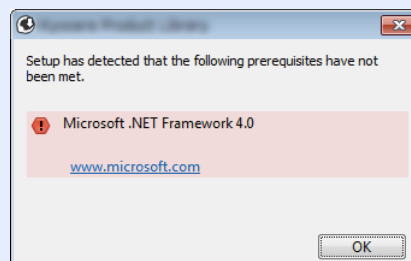 Setup has detected that the following prerequisites have not
been met.
Microsoft .NET Framework 4.0
www.microsoft.com
OK